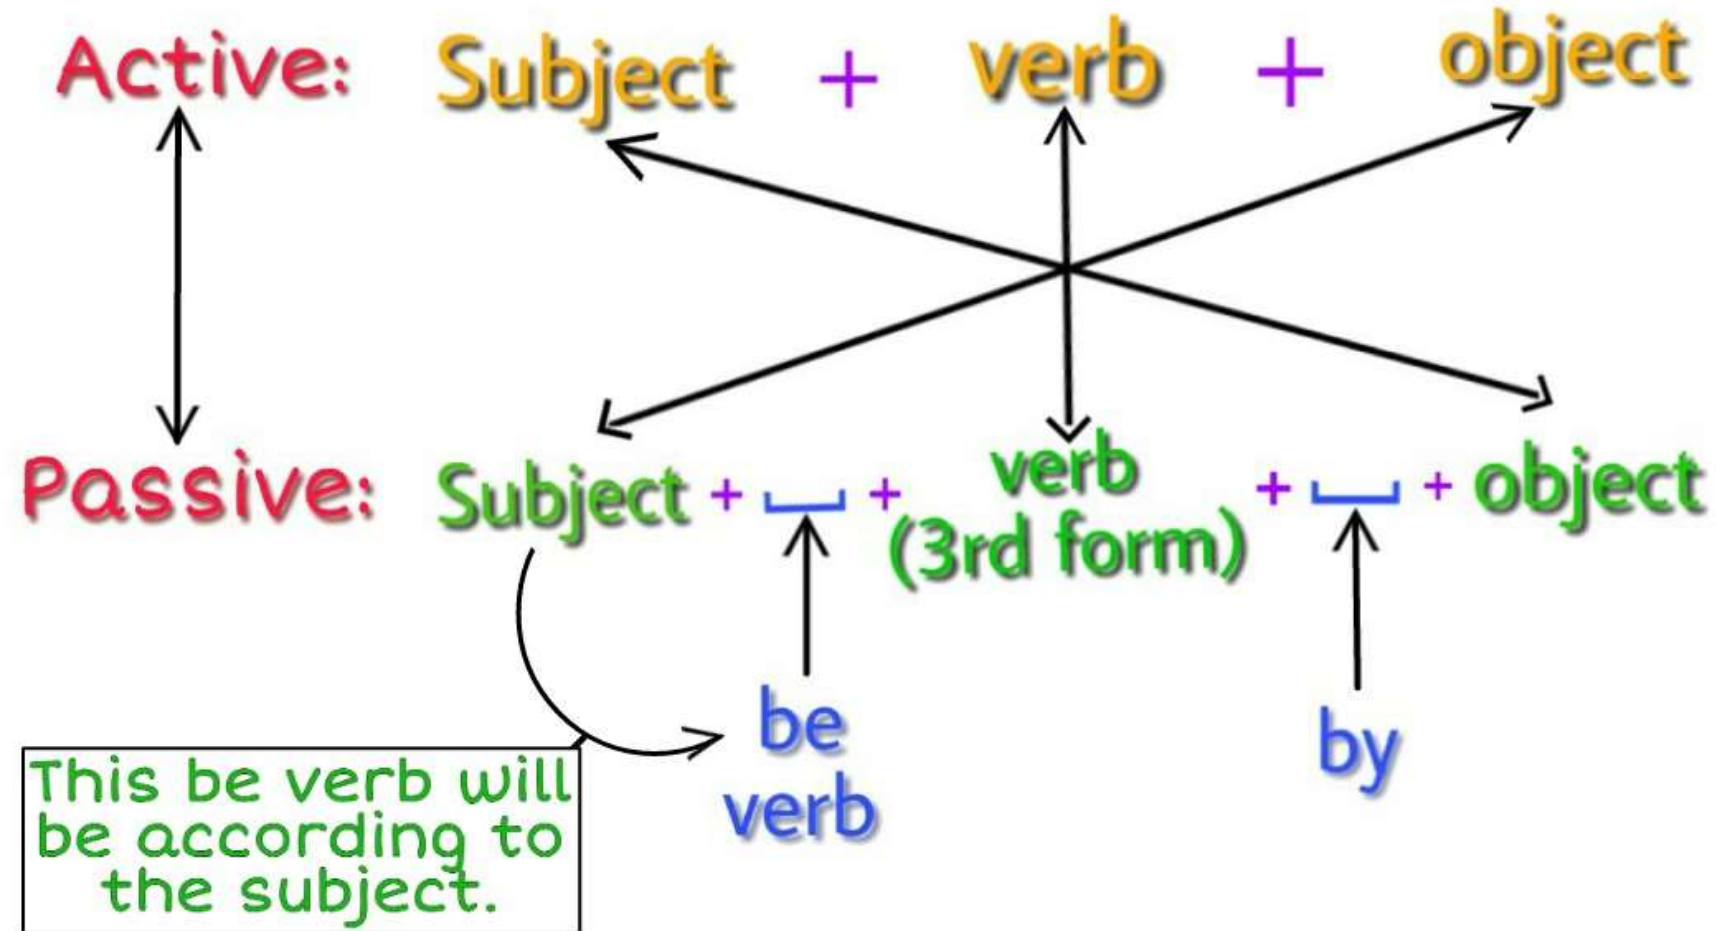 Active: Subject + verb + object
Passive: Subject + + verb + + object
(3rd form)
be
verb
by
This be verb will
be according to
the subject.